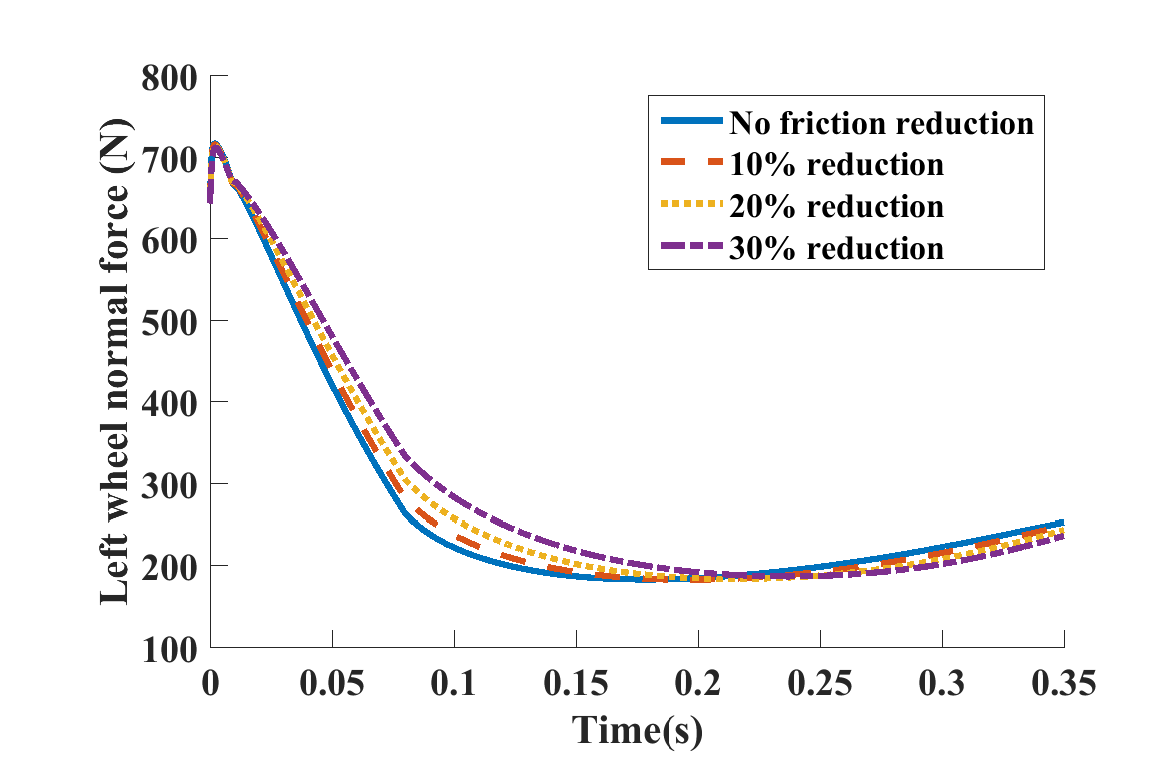 800
700
600
500
400
300
200
100
0
0.05
0.1
0.15
0.2
0.25
0.3
0.35
Left wheel normal force (N)
Time(s)
No friction reduction
10% reduction
20% reduction
30% reduction